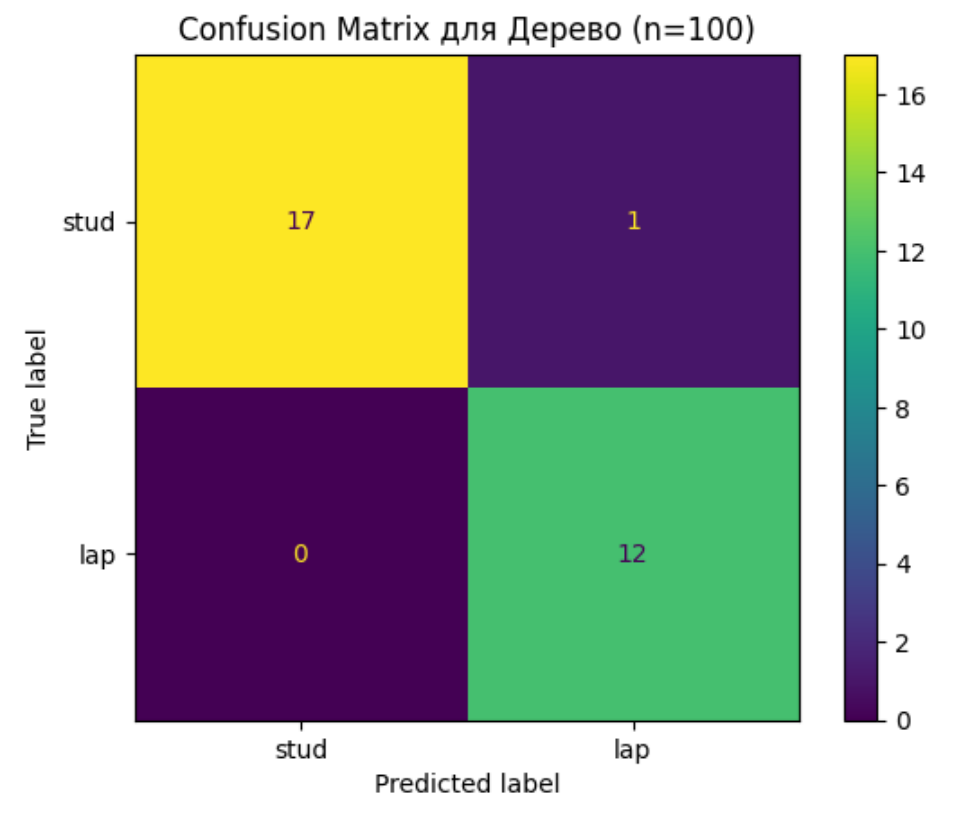 Confusion Matrix для Дерево (n=100)
True label
stud
lap
17
1
0
12
stud
lap
Predicted label
16
14
12
10
8
6
4
2
0